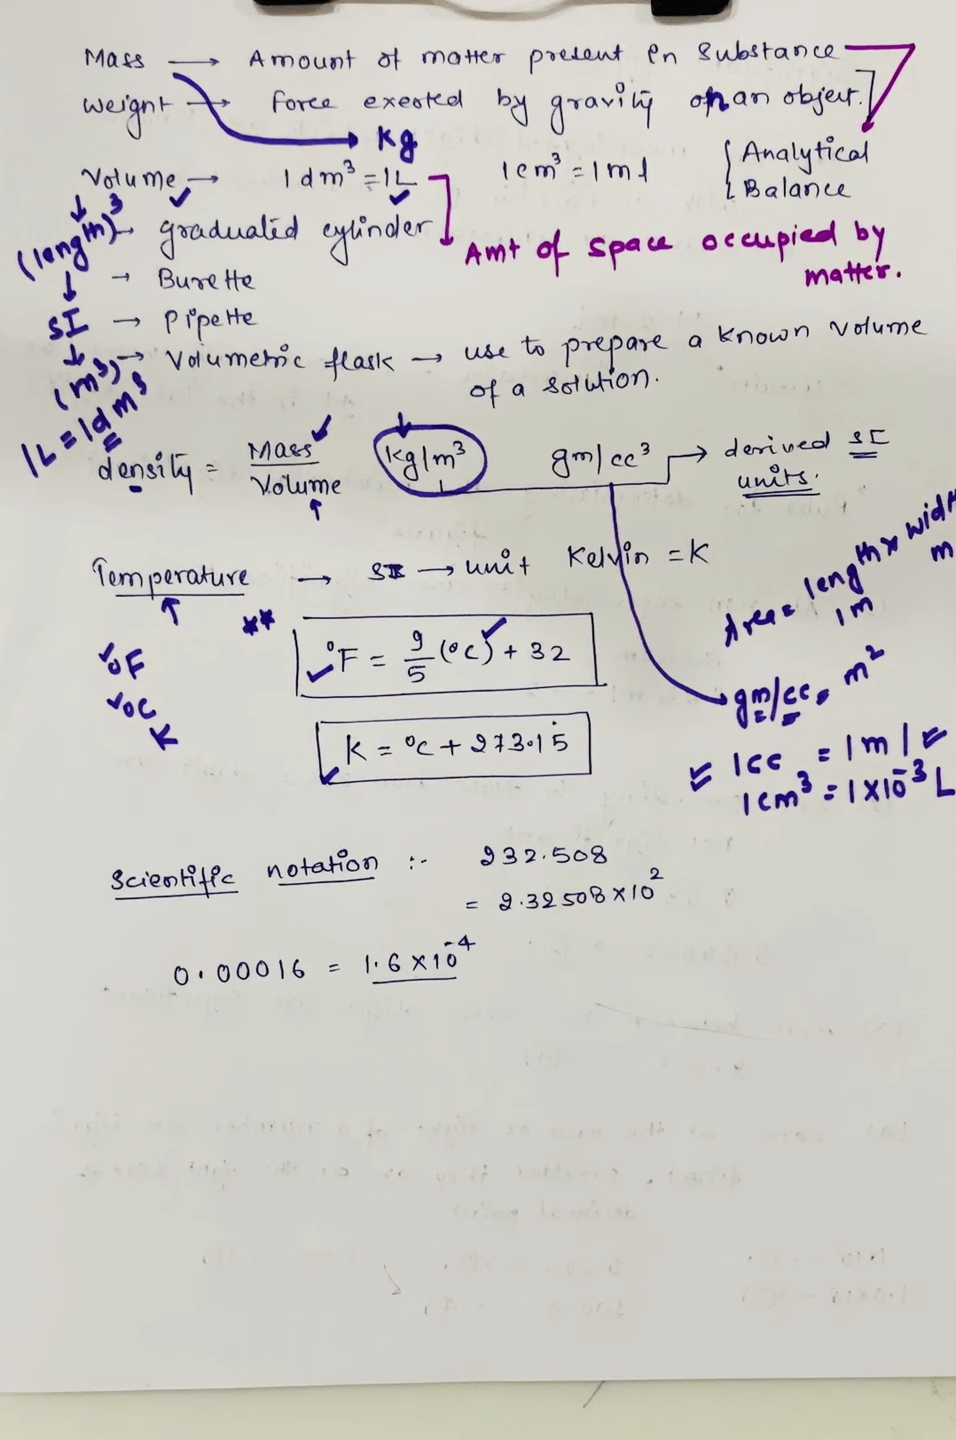 Mass → Amount of matter present in Substance
Weight → force exerted by gravity on an object.
Kg
Volume → 1dm³ = 1L
1cm³ = 1ml
Analytical
Balance
(length)³
→ graduated cylinder
Amt of space occupied by
matter.
→ Burette
SI → Pipette
(m³) → Volumetric flask → use to prepare a known volume
of a solution.
1L = 1dm³
density = Mass / Volume
kg/m³
gm/cc³ → derived SI
units.
Temperature → SI → unit Kelvin = K
Area = length x width
1m m
m²
°F
°C
K
** °F = 9/5 (°C) + 32
gm/cc
K = °C + 273.15
1cc = 1ml
1cm³ = 1x10⁻³ L
Scientific notation :- 232.508
= 2.32508 x 10²
0.00016 = 1.6 x 10⁻⁴